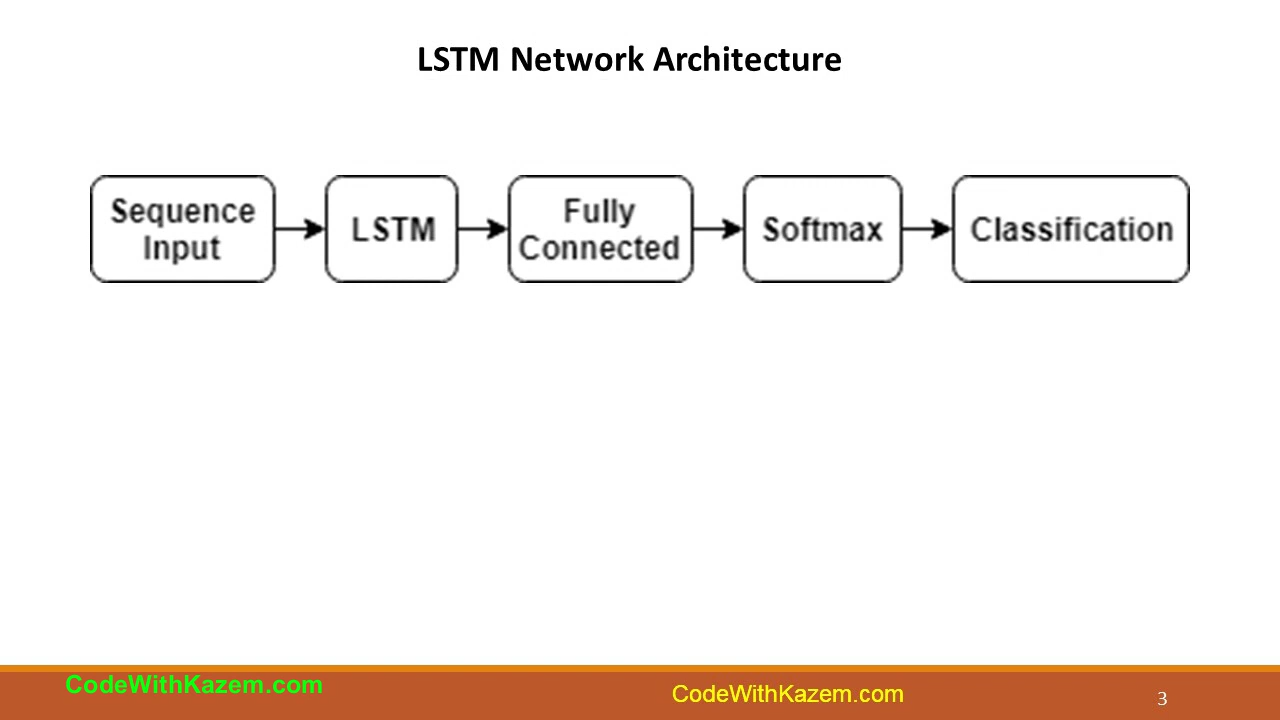 LSTM Network Architecture
Sequence
Input
LSTM
Fully
Connected
Softmax
Classification
CodeWithKazem.com
CodeWithKazem.com
3